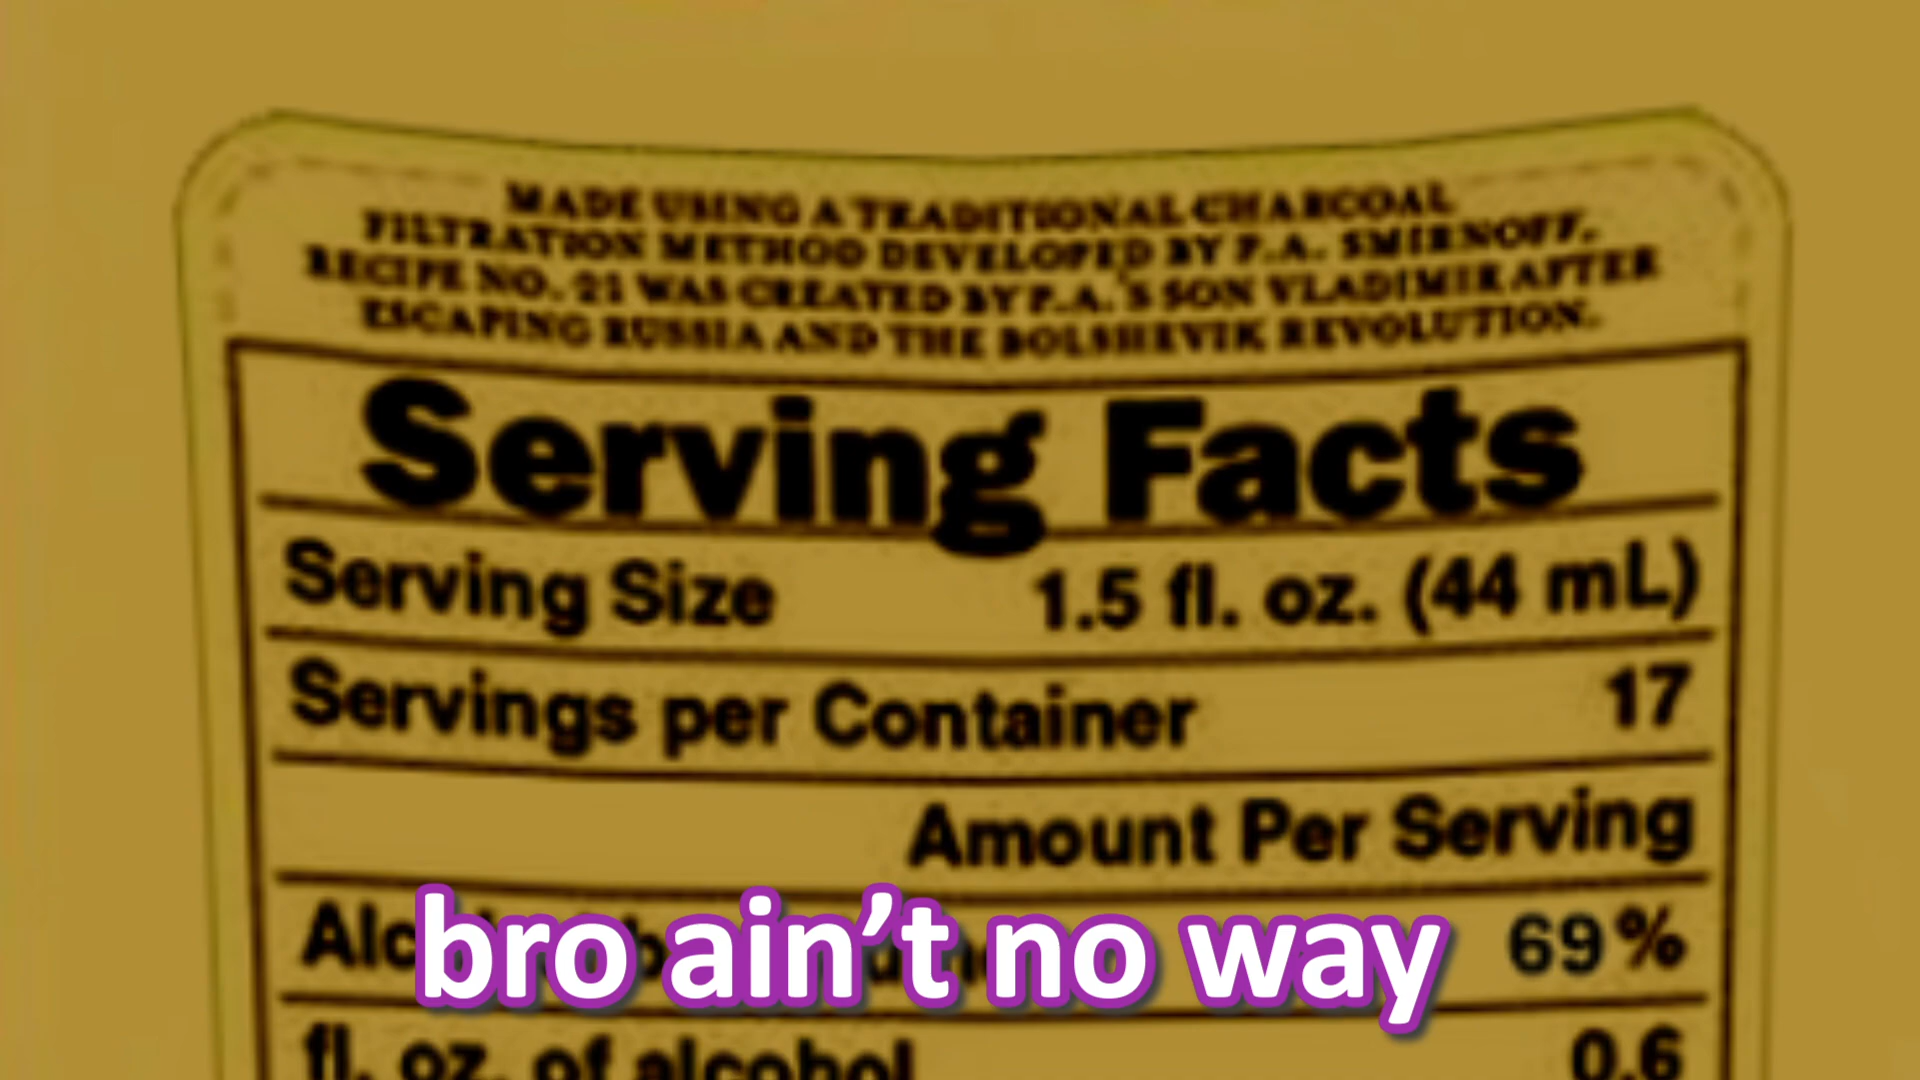 MADE USING A TRADITIONAL CHARCOAL
FILTRATION METHOD DEVELOPED BY P.A. SMIRNOFF.
RECIPE NO. 21 WAS CREATED BY P.A.'S SON VLADIMIR AFTER
ESCAPING RUSSIA AND THE BOLSHEVIK REVOLUTION.
Serving Facts
Serving Size 1.5 fl. oz. (44 mL)
Servings per Container 17
Amount Per Serving
69%
bro ain’t no way
fl. oz. of alcohol 0.6